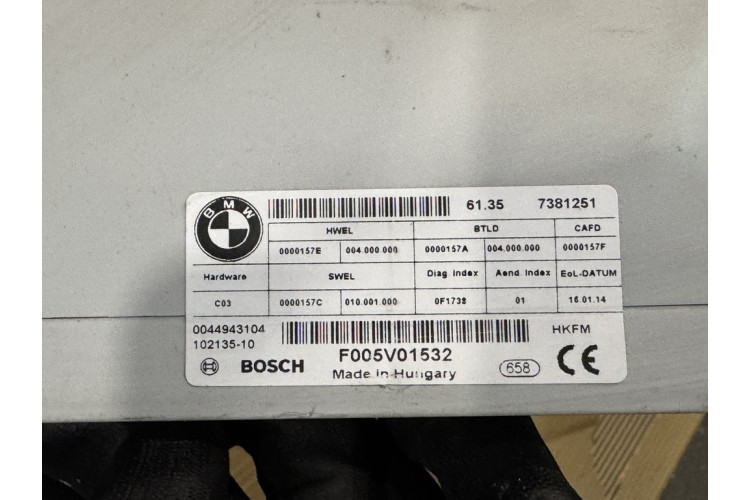 BMW
61.35 7381251
HWEL BTLD CAFD
0000157E 004.000.000 0000157A 004.000.000 0000157F
Hardware SWEL Diag. Index Aend. Index EoL-DATUM
C03 0000157C 010.001.000 0F1738 01 16.01.14
0044943104 HKFM
102135-10
BOSCH F005V01532 658 CE
Made in Hungary